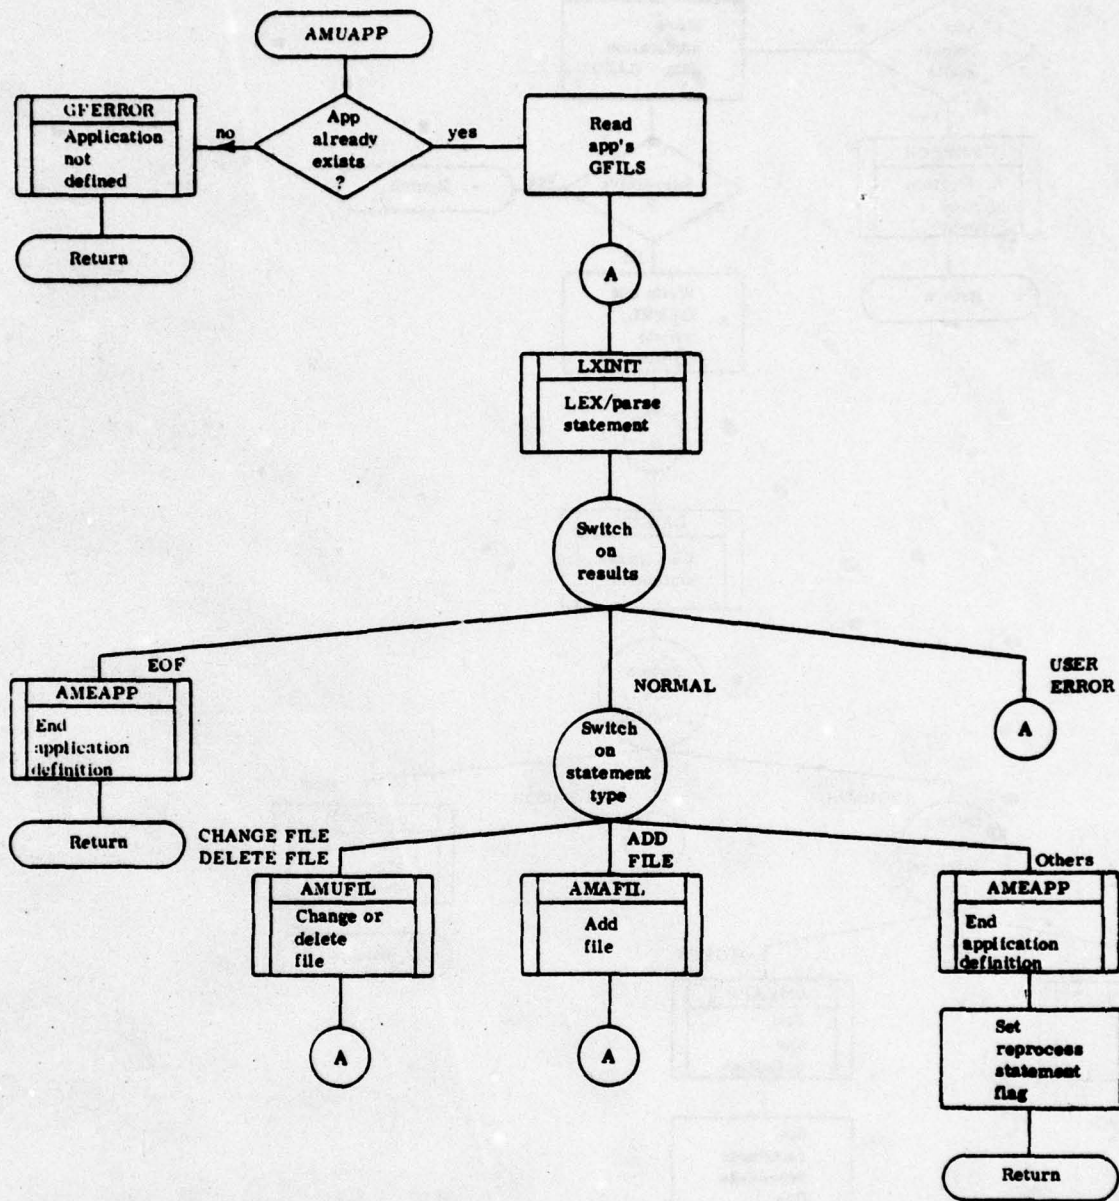 AMUAPP
GFERROR
Application
not
defined
no
App
already
exists
?
yes
Read
app's
GFILS
Return
A
LXINIT
LEX/parse
statement
Switch
on
results
EOF
NORMAL
USER
ERROR
AMEAPP
End
application
definition
Switch
on
statement
type
A
Return
CHANGE FILE
DELETE FILE
ADD
FILE
Others
AMUFIL
Change or
delete
file
AMAFIL
Add
file
AMEAPP
End
application
definition
A
A
Set
reprocess
statement
flag
Return